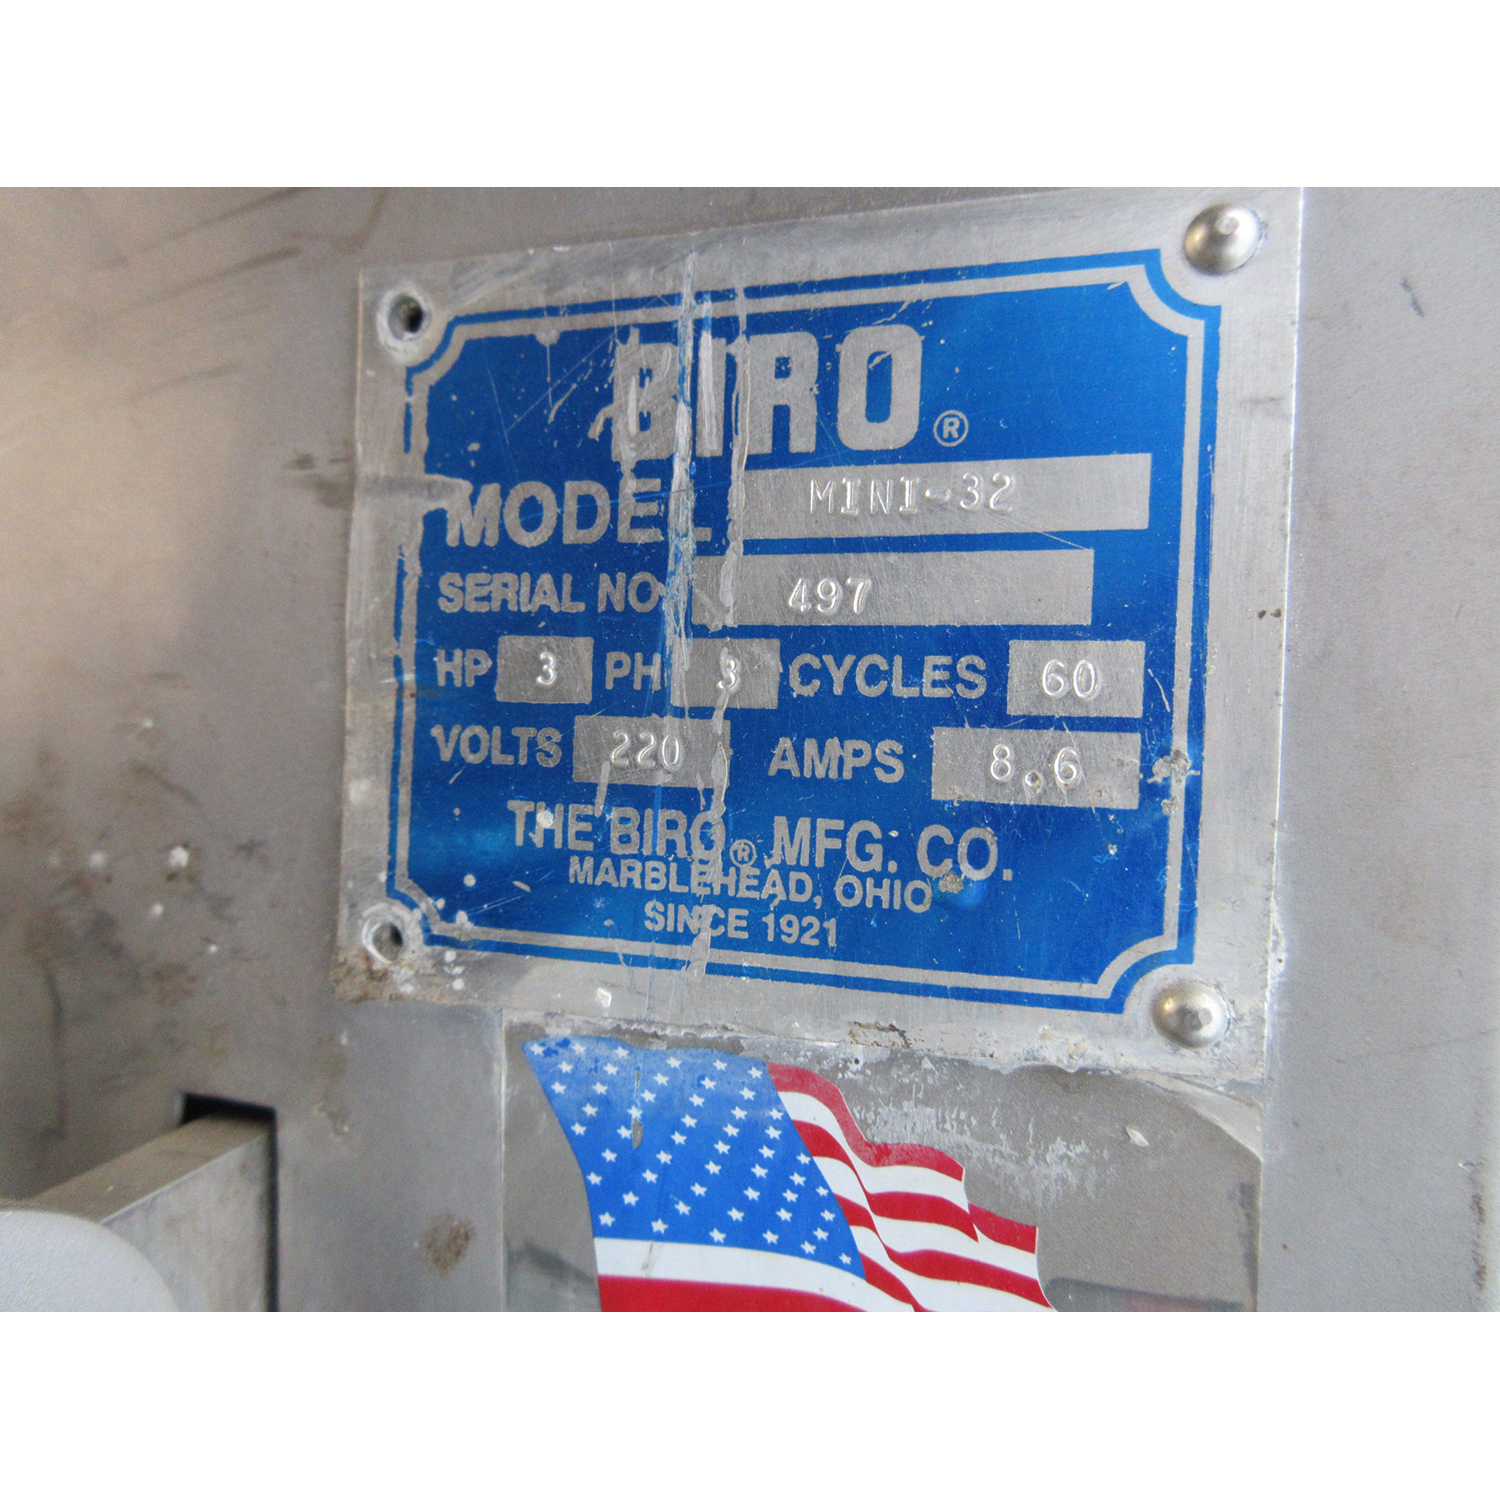 BIRO®
MODEL MINI-32
SERIAL NO. 497
HP 3 PH 3 CYCLES 60
VOLTS 220 AMPS 8.6
THE BIRO® MFG. CO.
MARBLEHEAD, OHIO
SINCE 1921